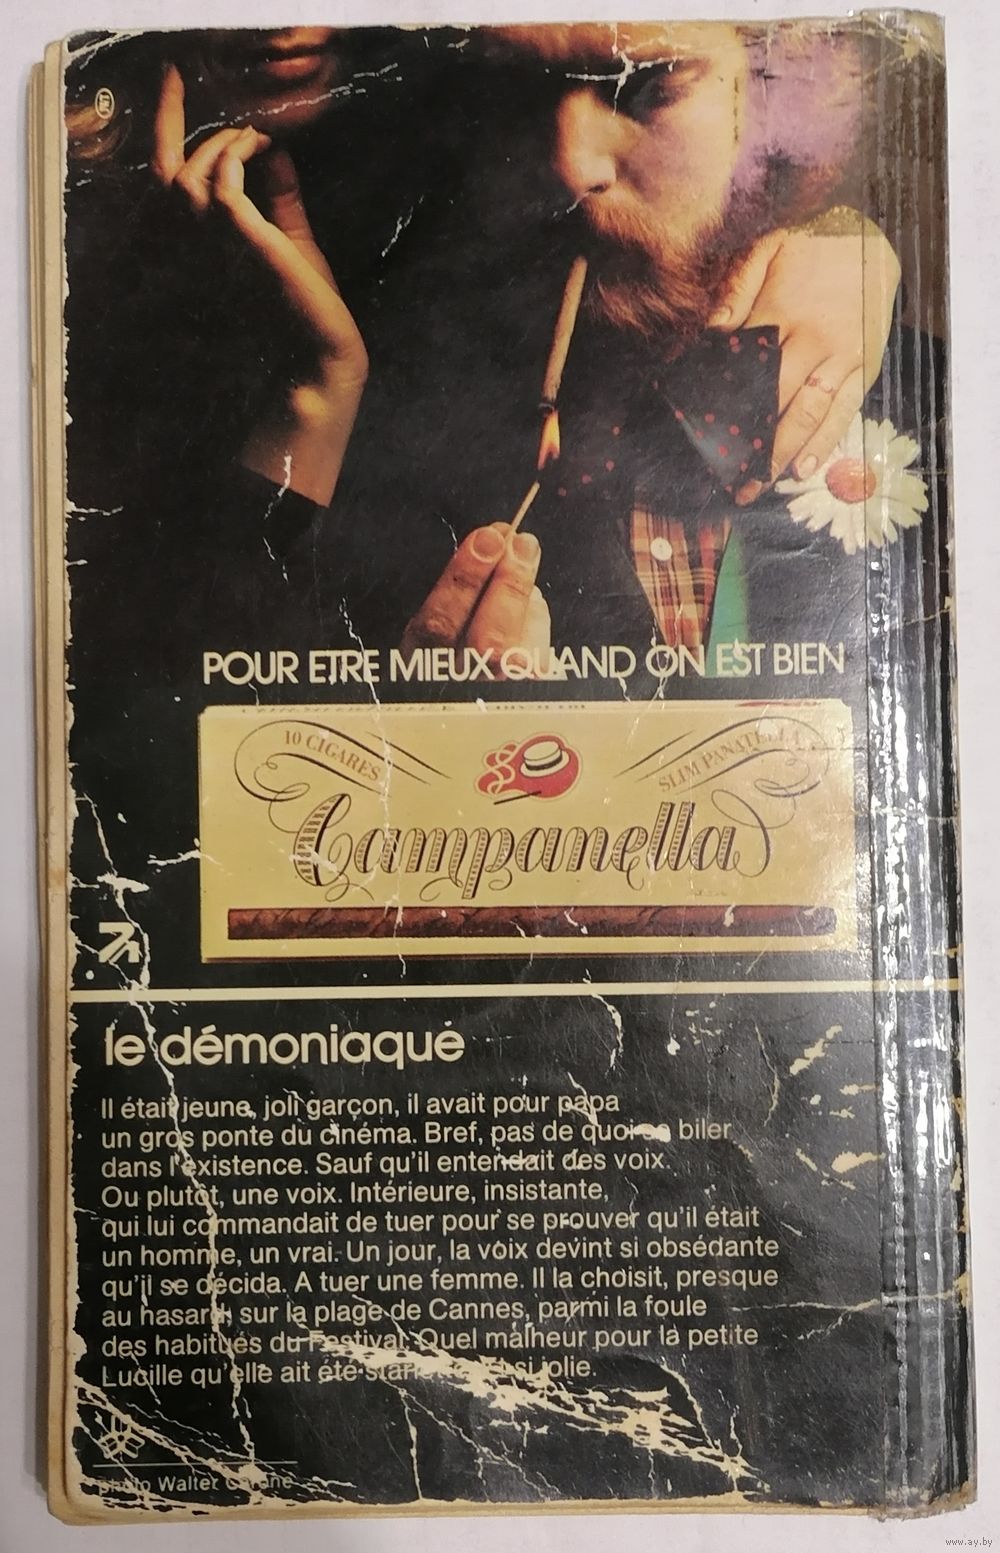 POUR ETRE MIEUX QUAND ON EST BIEN
10 CIGARES
SLIM PANATELLA
Campanella
le démoniaque
Il était jeune, joli garçon, il avait pour papa
un gros ponte du cinéma. Bref, pas de quoi se biler
dans l'existence. Sauf qu'il entendait des voix.
Ou plutôt, une voix. Intérieure, insistante,
qui lui commandait de tuer pour se prouver qu'il était
un homme, un vrai. Un jour, la voix devint si obsédante
qu'il se décida. A tuer une femme. Il la choisit, presque
au hasard, sur la plage de Cannes, parmi la foule
des habitués du Festival. Quel malheur pour la petite
Lucille qu'elle ait été si jolie.
photo Walter
www.ay.by